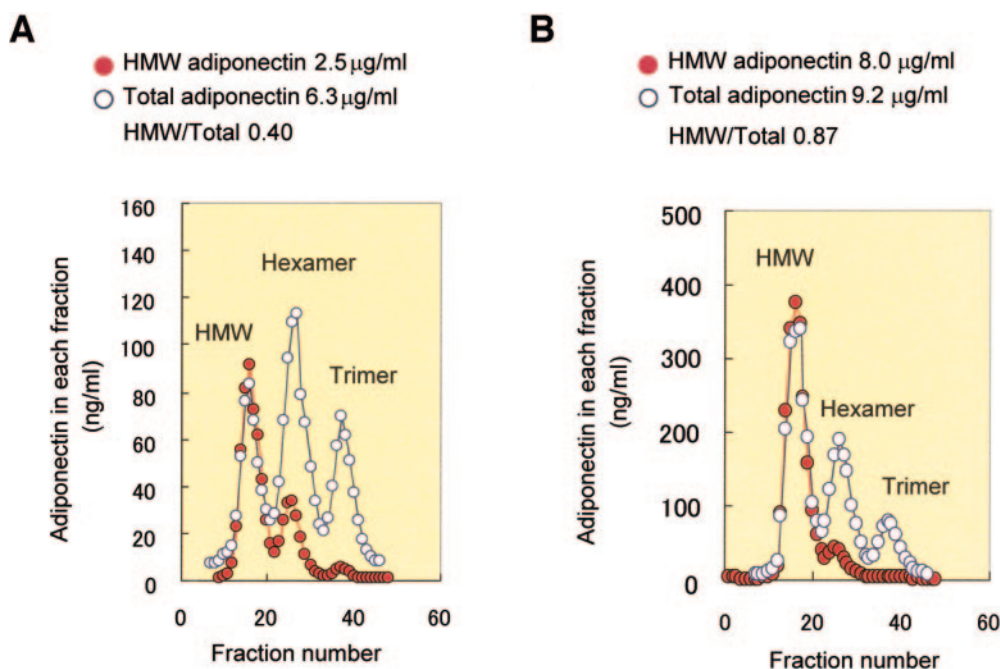 A
HMW adiponectin 2.5 µg/ml
Total adiponectin 6.3 µg/ml
HMW/Total 0.40
160
140
120
100
80
60
40
20
0
0
20
40
60
Adiponectin in each fraction
(ng/ml)
Hexamer
HMW
Trimer
Fraction number
B
HMW adiponectin 8.0 µg/ml
Total adiponectin 9.2 µg/ml
HMW/Total 0.87
500
400
300
200
100
0
0
20
40
60
Adiponectin in each fraction
(ng/ml)
HMW
Hexamer
Trimer
Fraction number